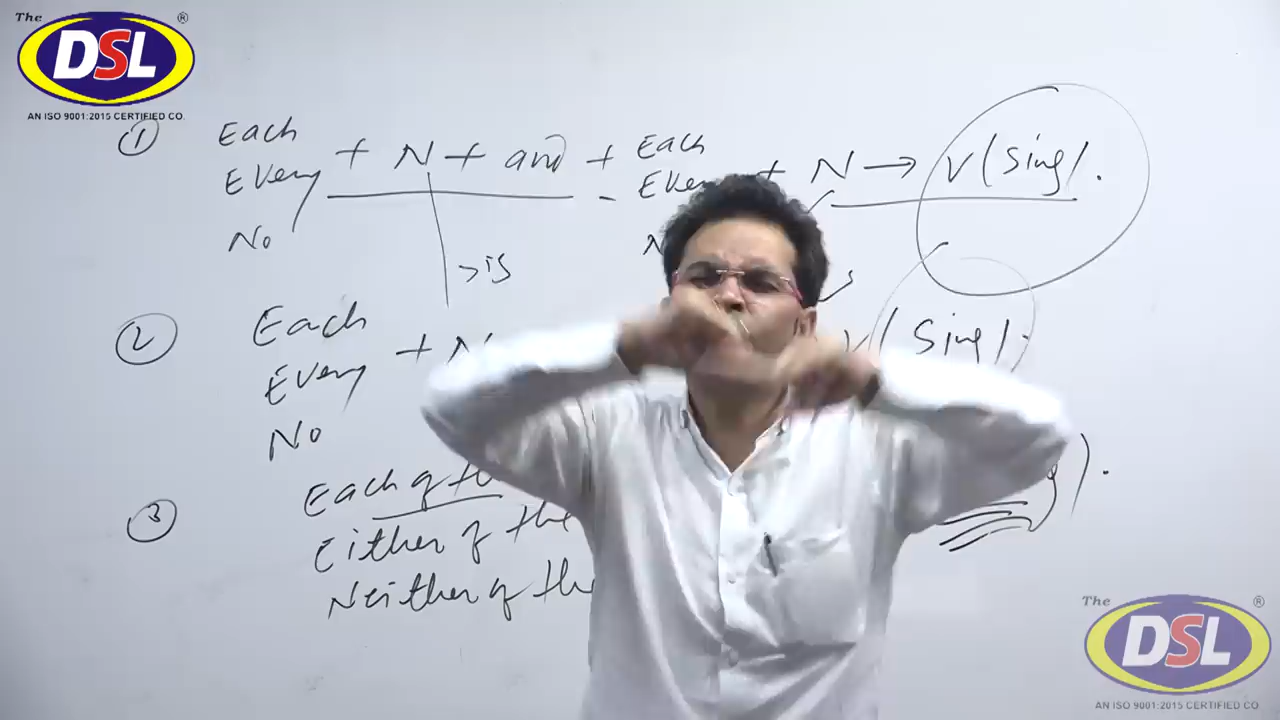 The DSL ®
AN ISO 9001:2015 CERTIFIED CO.
① Each Every No + N + and + Each Every + N → V (Sing).
> is
② Each Every No + N V (Sing).
③ Each of the
Either of the
Neither of the
The DSL ®
AN ISO 9001:2015 CERTIFIED CO